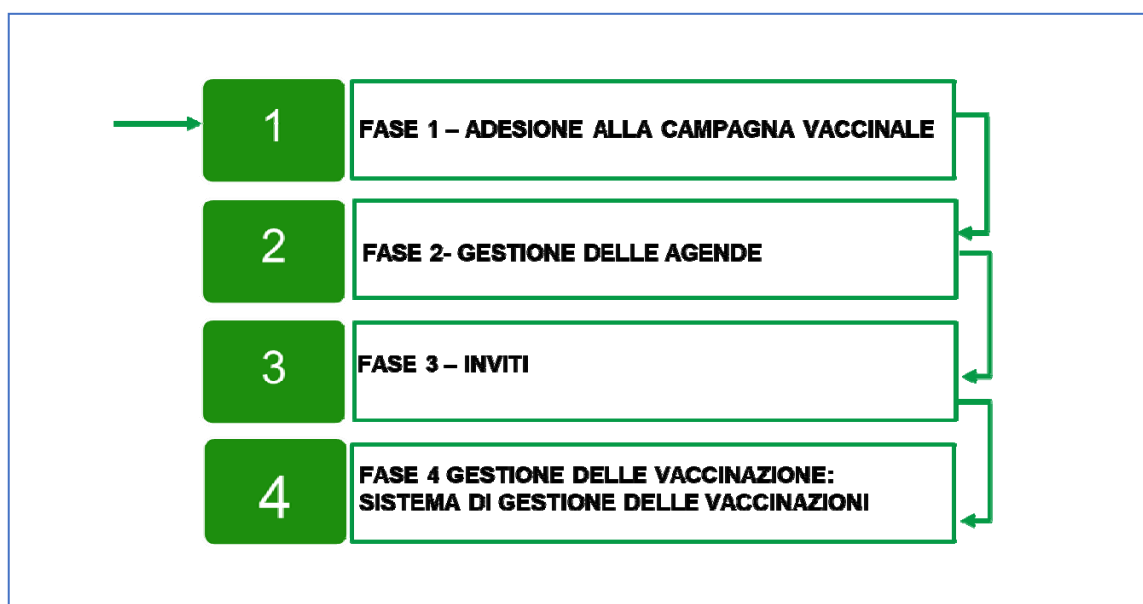 1
FASE 1 – ADESIONE ALLA CAMPAGNA VACCINALE
2
FASE 2- GESTIONE DELLE AGENDE
3
FASE 3 – INVITI
4
FASE 4 GESTIONE DELLE VACCINAZIONE:
SISTEMA DI GESTIONE DELLE VACCINAZIONI